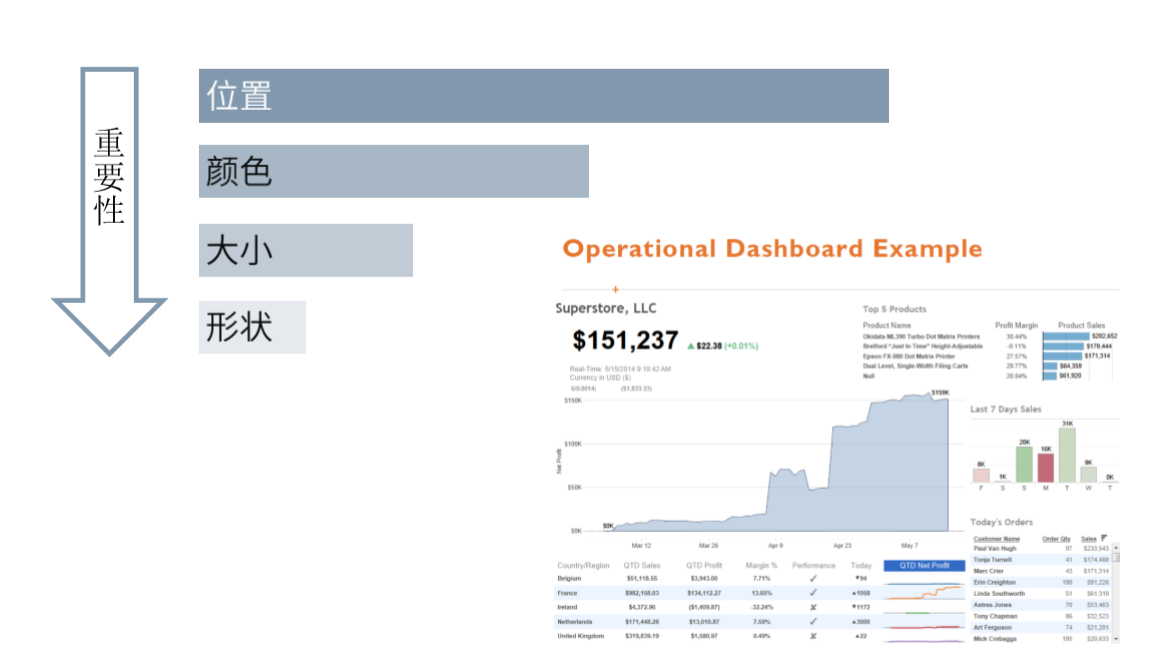 重要性
位置
颜色
大小
形状
Operational Dashboard Example
Superstore, LLC
$151,237 ▲ $22.38 (+0.01%)
Real-Time: 5/15/2014 9:19:42 AM
Currency in USD ($)
5/5/2014: ($1,833.33)
$150K
$100K
$50K
$0K
Net Profit
$0K
$159K
Mar 12 Mar 26 Apr 9 Apr 23 May 7
Top 5 Products
Product Name Profit Margin Product Sales
Okidata ML390 Turbo Dot Matrix Printers 30.44% $202,652
Bretford "Just In Time" Height-Adjustable -0.11% $179,444
Epson FX-980 Dot Matrix Printer 27.57% $171,314
Dual Level, Single-Width Filing Carts 29.77% $64,359
Null 28.04% $61,920
Last 7 Days Sales
8K 1K 20K 16K 31K 9K 0K
F S S M T W T
Today's Orders
Customer Name Order Qty Sales
Paul Van Hugh 97 $233,543
Tonja Turnell 41 $174,488
Marc Crier 43 $171,314
Erin Creighton 190 $91,226
Linda Southworth 51 $61,319
Astrea Jones 70 $53,463
Tony Chapman 86 $32,523
Art Ferguson 74 $21,201
Mick Crebagga 195 $20,633
Country/Region QTD Sales QTD Profit Margin % Performance Today QTD Net Profit
Belgium $51,118.55 $3,943.00 7.71% ✓ ▼94
France $982,158.03 $134,112.27 13.65% ✓ ▲1058
Ireland $4,372.96 ($1,409.87) -32.24% ✘ ▼1172
Netherlands $171,448.28 $13,010.87 7.59% ✓ ▲3000
United Kingdom $319,839.19 $1,580.97 0.49% ✘ ▲22